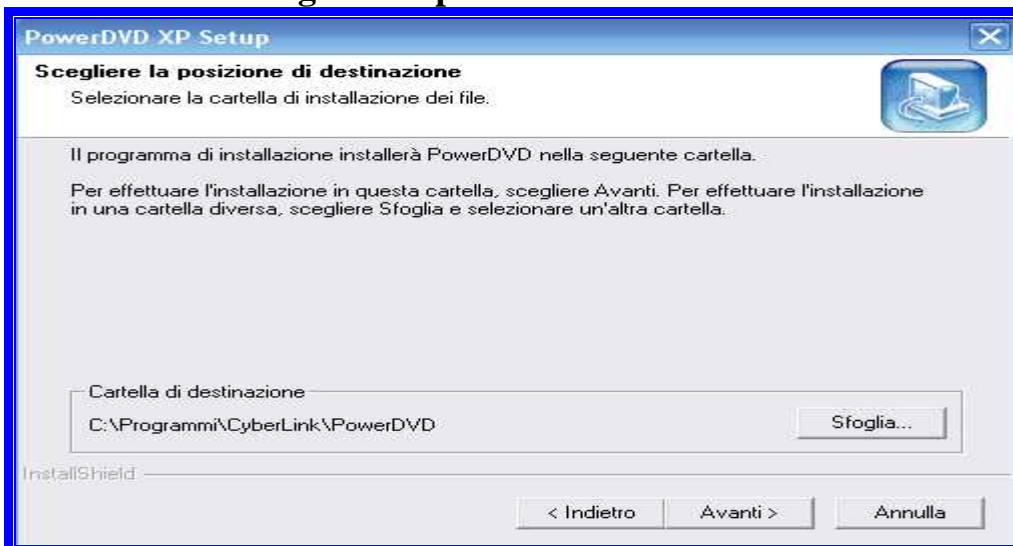 PowerDVD XP Setup
Scegliere la posizione di destinazione
Selezionare la cartella di installazione dei file.
Il programma di installazione installerà PowerDVD nella seguente cartella.
Per effettuare l'installazione in questa cartella, scegliere Avanti. Per effettuare l'installazione
in una cartella diversa, scegliere Sfoglia e selezionare un'altra cartella.
Cartella di destinazione
C:\Programmi\CyberLink\PowerDVD
Sfoglia...
InstallShield
< Indietro Avanti > Annulla